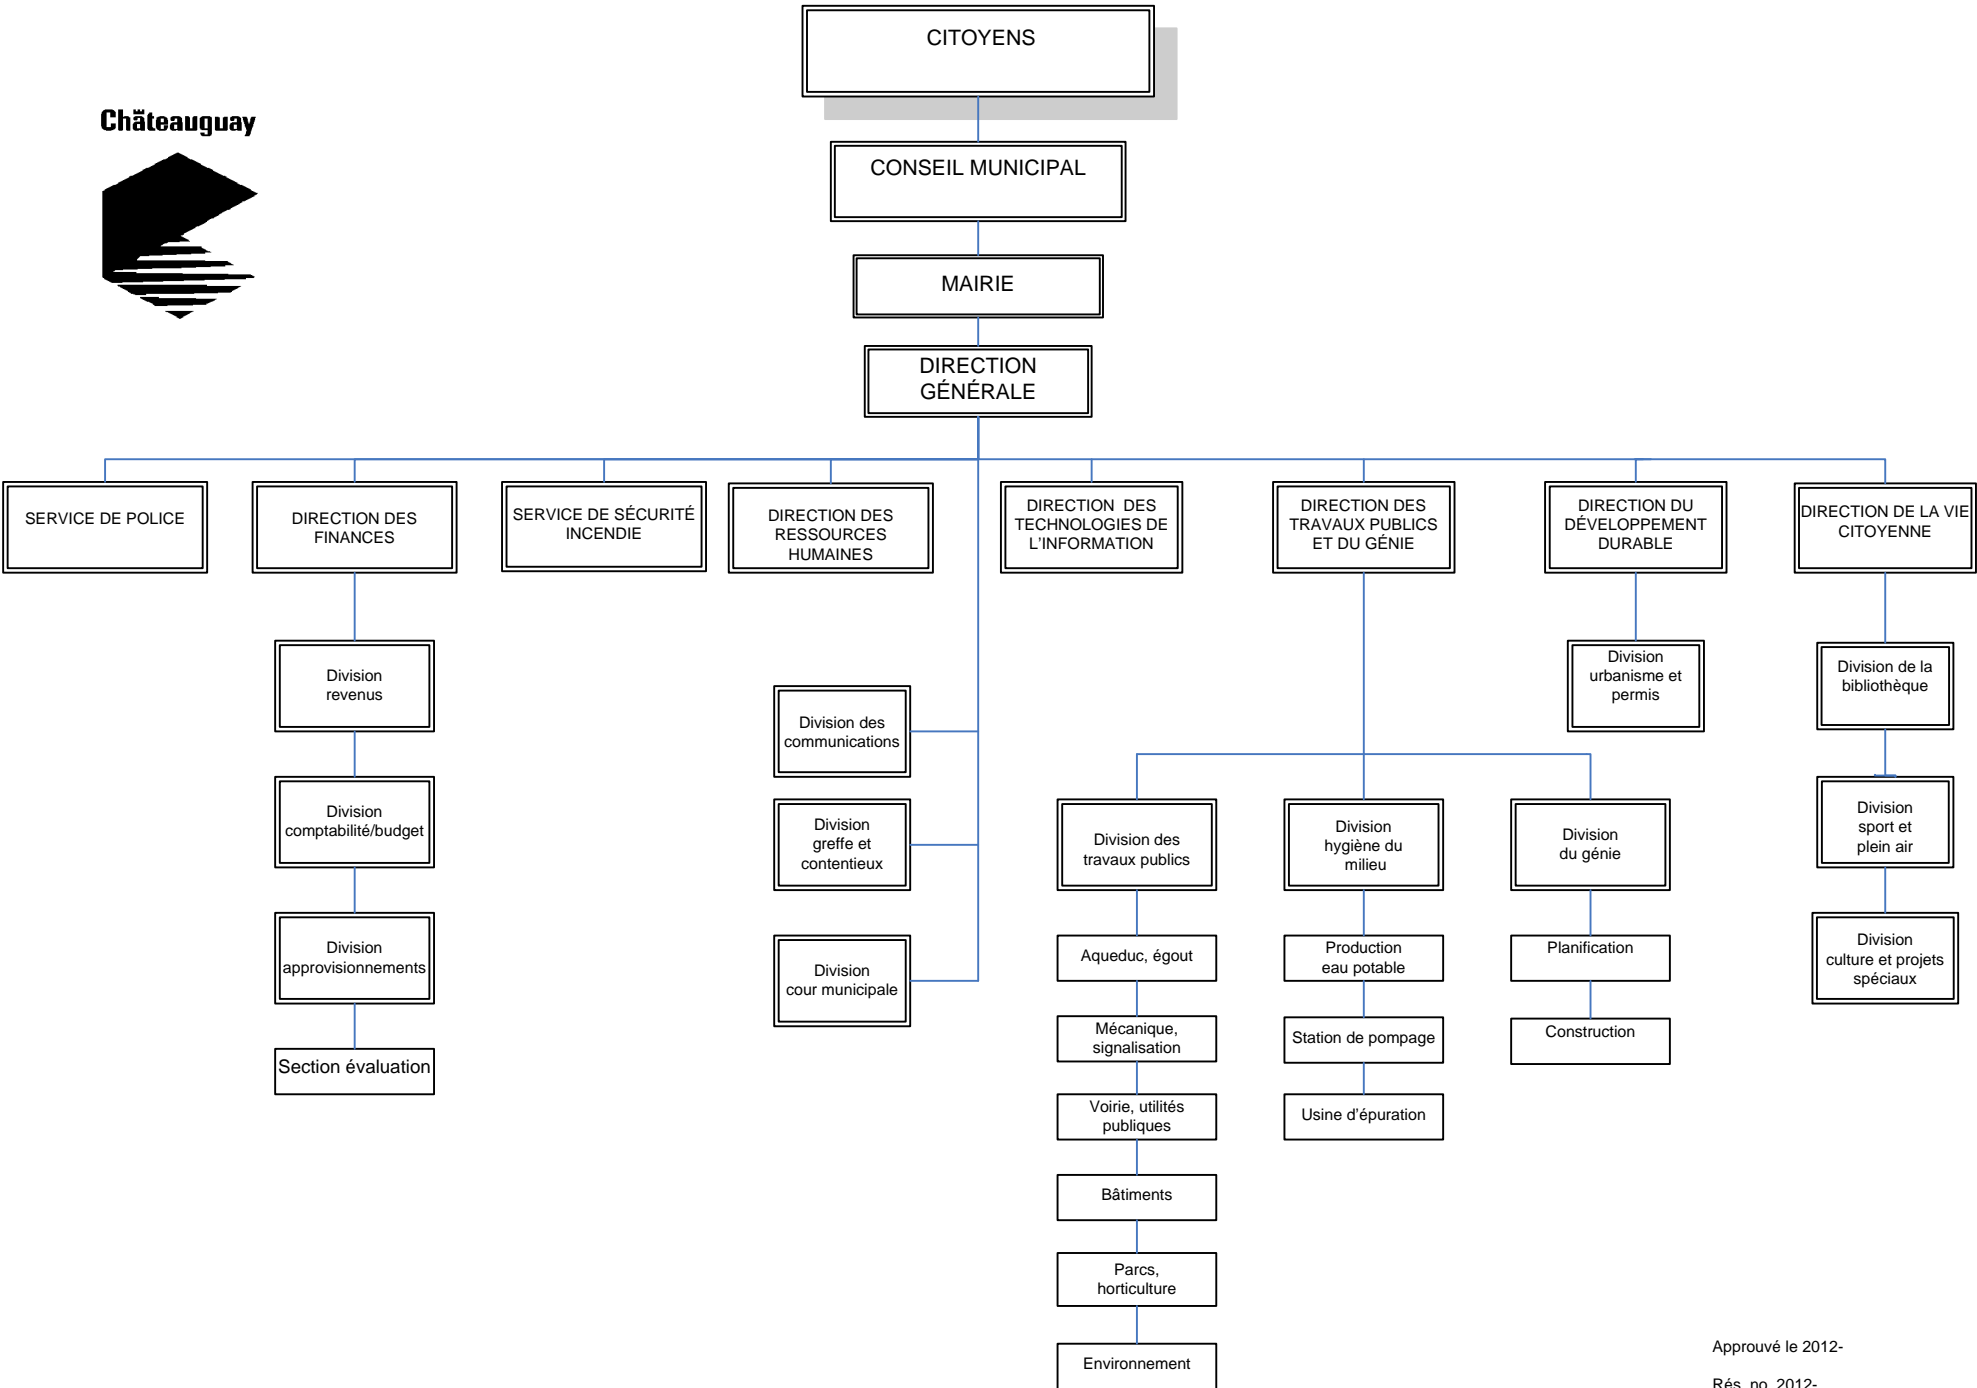 CITOYENS
Châteauguay
CONSEIL MUNICIPAL
MAIRIE
DIRECTION
GÉNÉRALE
SERVICE DE POLICE
DIRECTION DES
FINANCES
SERVICE DE SÉCURITÉ
INCENDIE
DIRECTION DES
RESSOURCES
HUMAINES
DIRECTION DES
TECHNOLOGIES DE
L'INFORMATION
DIRECTION DES
TRAVAUX PUBLICS
ET DU GÉNIE
DIRECTION DU
DÉVELOPPEMENT
DURABLE
DIRECTION DE LA VIE
CITOYENNE
Division
revenus
Division
comptabilité/budget
Division
approvisionnements
Section évaluation
Division des
communications
Division
greffe et
contentieux
Division
cour municipale
Division des
travaux publics
Aqueduc, égout
Mécanique,
signalisation
Voirie, utilités
publiques
Bâtiments
Parcs,
horticulture
Environnement
Division
hygiène du
milieu
Production
eau potable
Station de pompage
Usine d'épuration
Division
du génie
Planification
Construction
Division
urbanisme et
permis
Division de la
bibliothèque
Division
sport et
plein air
Division
culture et projets
spéciaux
Approuvé le 2012-
Rés. no. 2012-